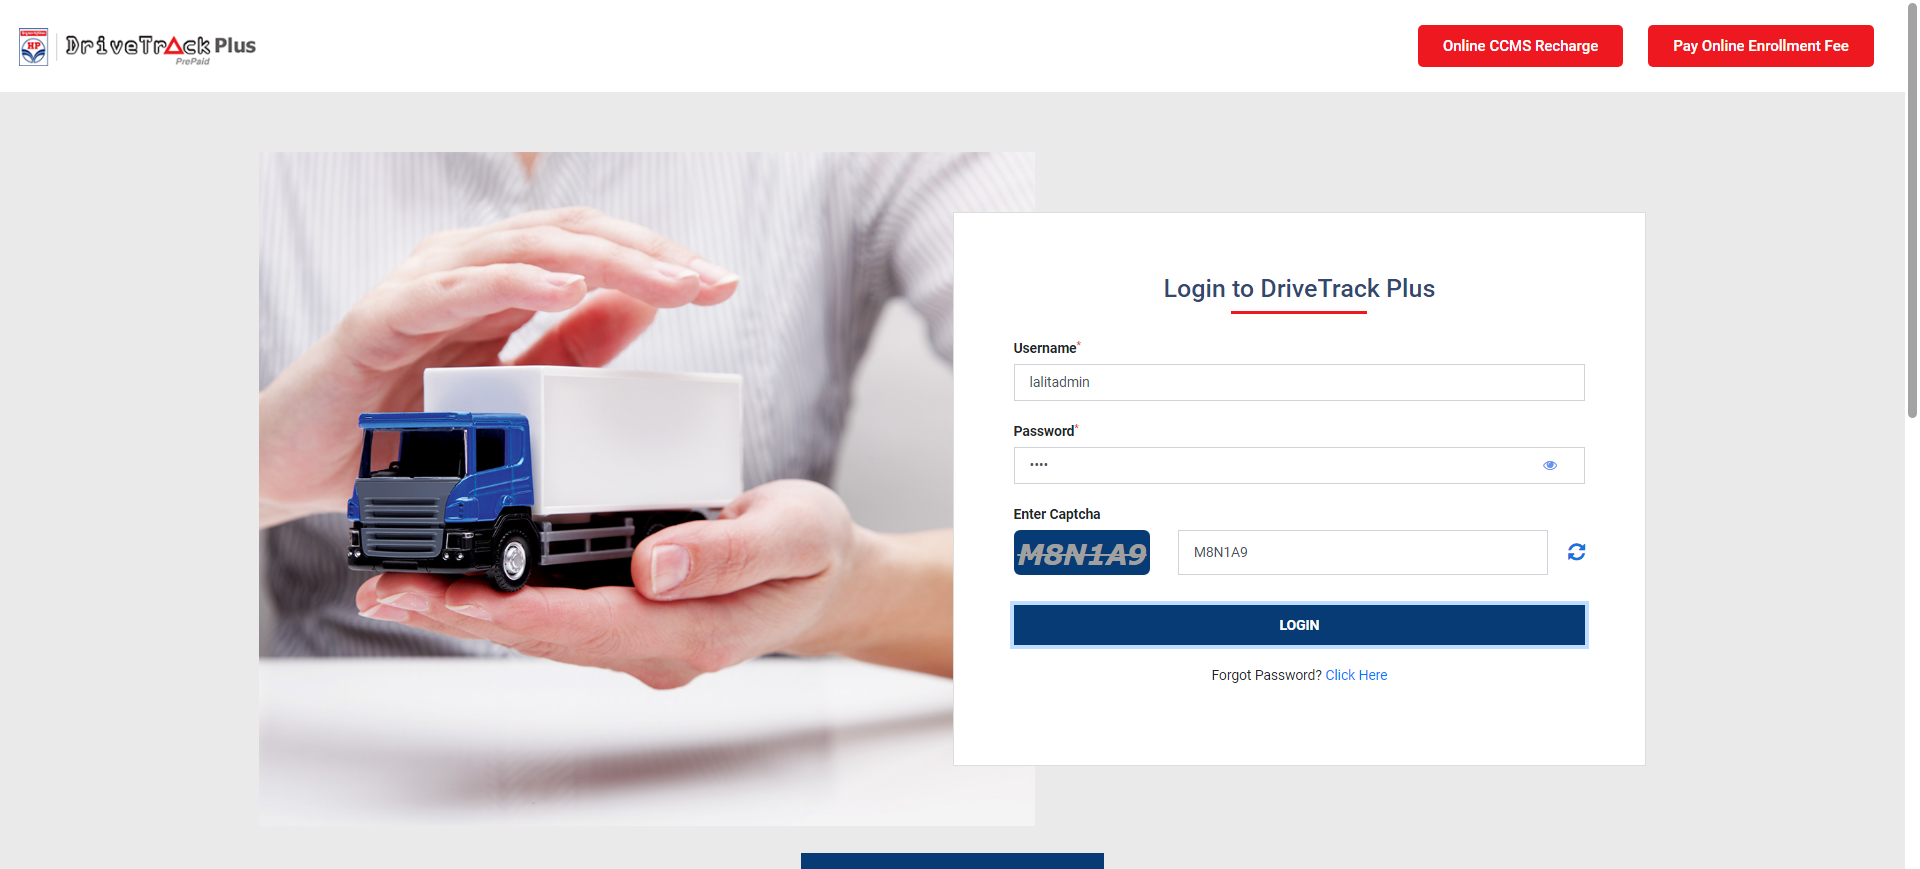 HP
DriveTrAck Plus
PrePaid
Online CCMS Recharge
Pay Online Enrollment Fee
Login to DriveTrack Plus
Username*
lalitadmin
Password*
••••
Enter Captcha
M8N1A9
M8N1A9
LOGIN
Forgot Password? Click Here